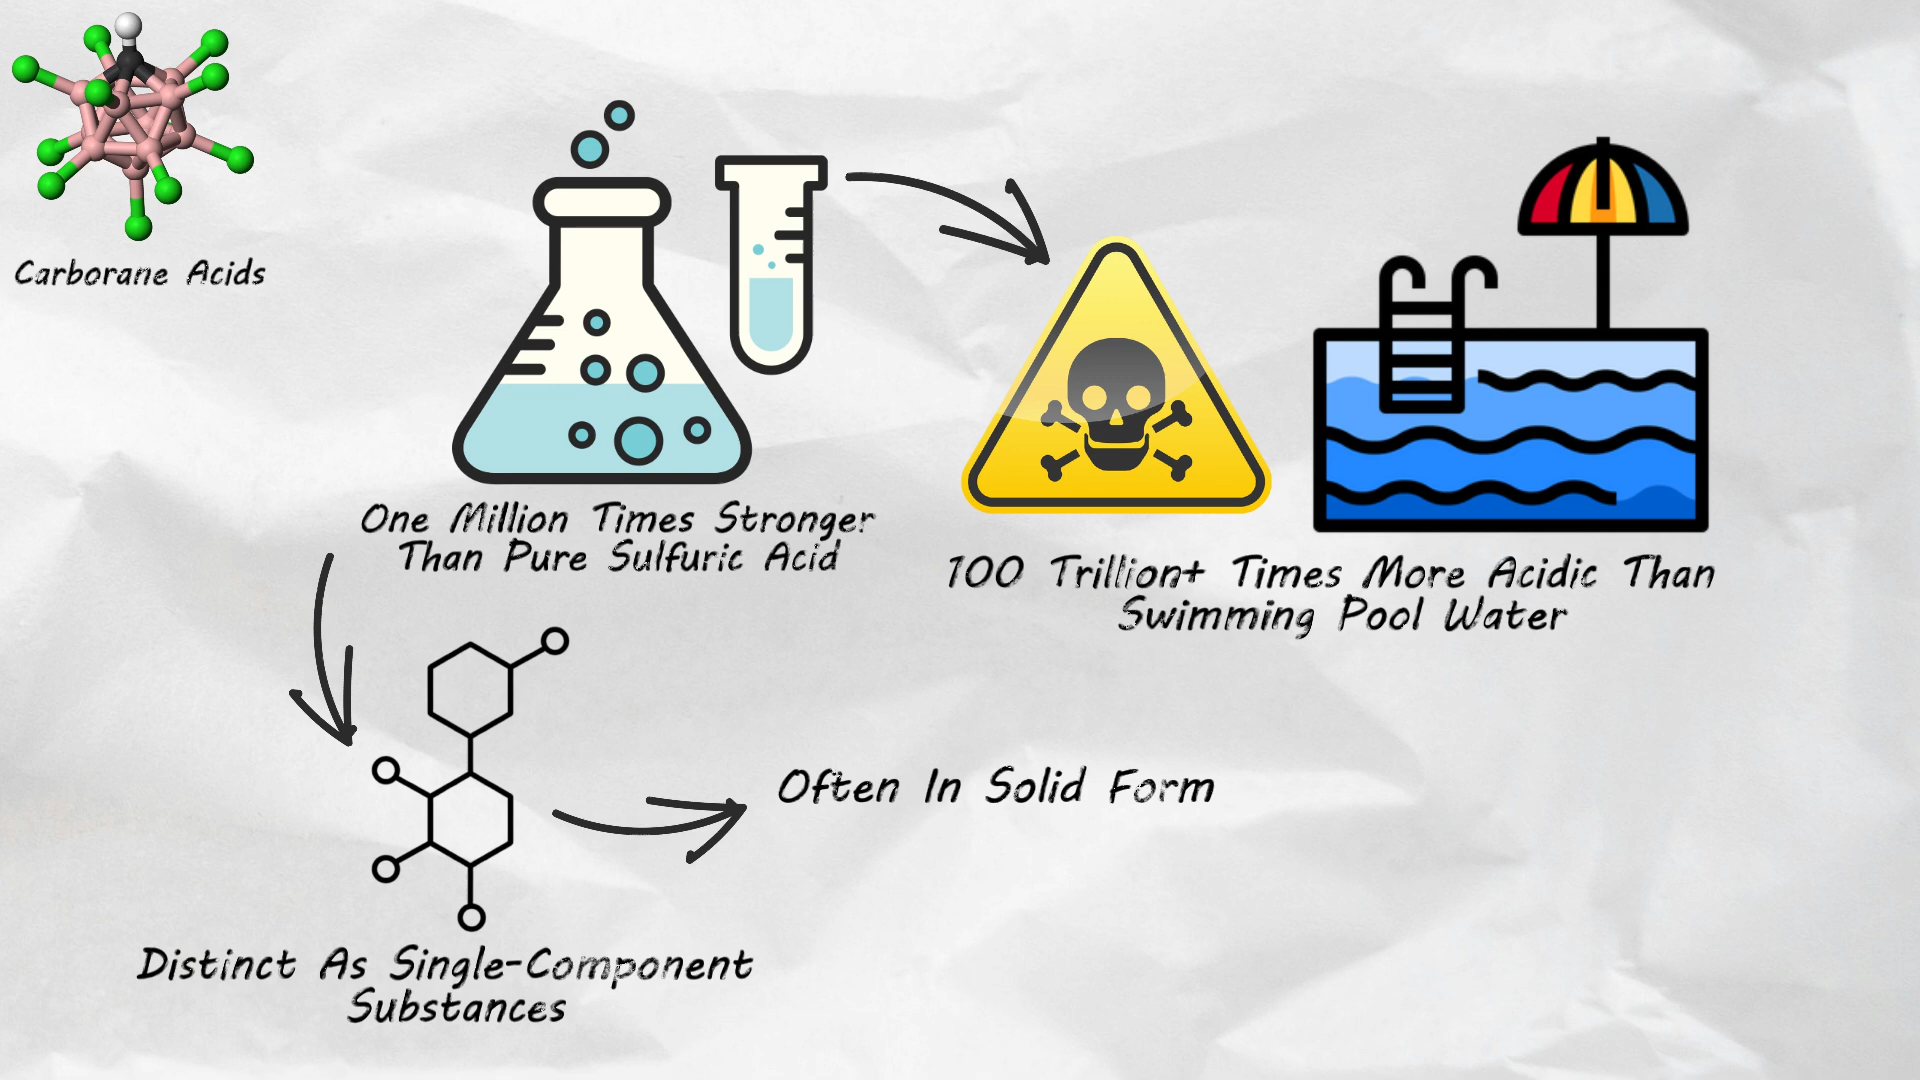 Carborane Acids
One Million Times Stronger
Than Pure Sulfuric Acid
100 Trillion+ Times More Acidic Than
Swimming Pool Water
Often In Solid Form
Distinct As Single-Component
Substances